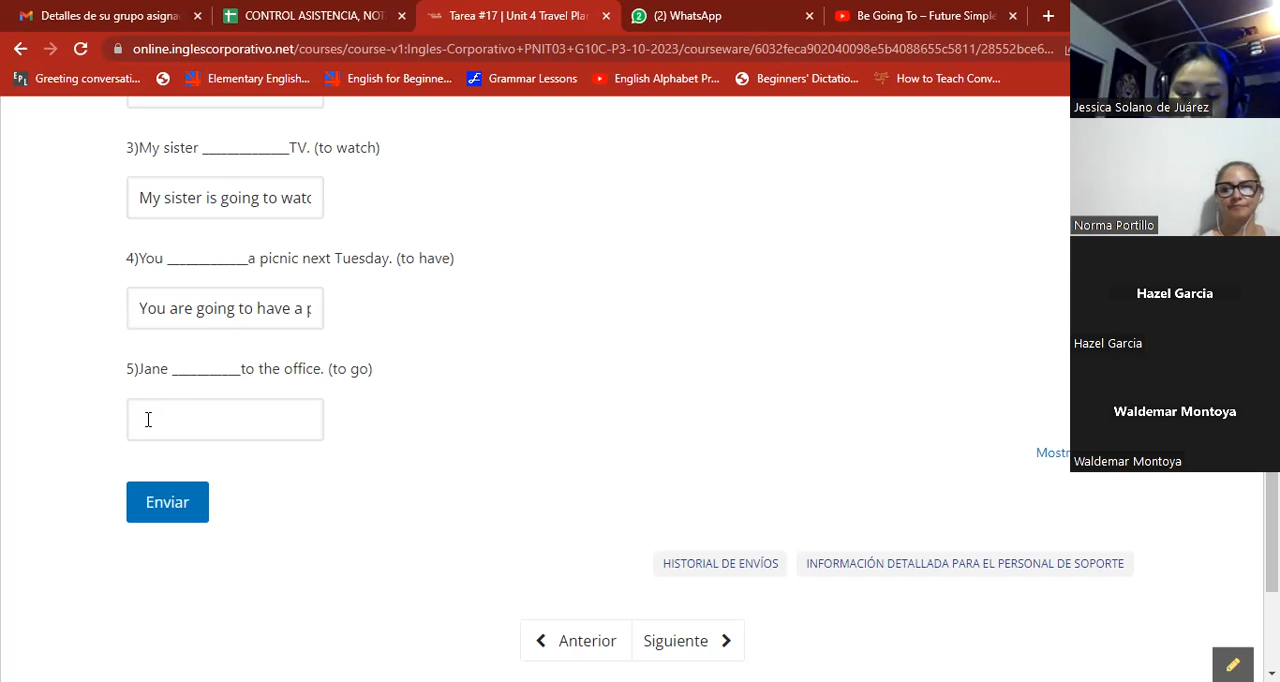 Detalles de su grupo asigna
CONTROL ASISTENCIA, NOT
Tarea #17 | Unit 4 Travel Plan
(2) WhatsApp
Be Going To – Future Simple
online.inglescorporativo.net/courses/course-v1:Ingles-Corporativo+PNIT03+G10C-P3-10-2023/courseware/6032feca902040098e5b4088655c5811/28552bce6...
Greeting conversati...
Elementary English...
English for Beginne...
Grammar Lessons
English Alphabet Pr...
Beginners' Dictatio...
How to Teach Conv...
3)My sister ______________TV. (to watch)
My sister is going to watc
4)You _____________a picnic next Tuesday. (to have)
You are going to have a p
5)Jane ___________to the office. (to go)
Mostr
Enviar
HISTORIAL DE ENVÍOS
INFORMACIÓN DETALLADA PARA EL PERSONAL DE SOPORTE
Anterior
Siguiente
Jessica Solano de Juárez
Norma Portillo
Hazel Garcia
Hazel Garcia
Waldemar Montoya
Waldemar Montoya